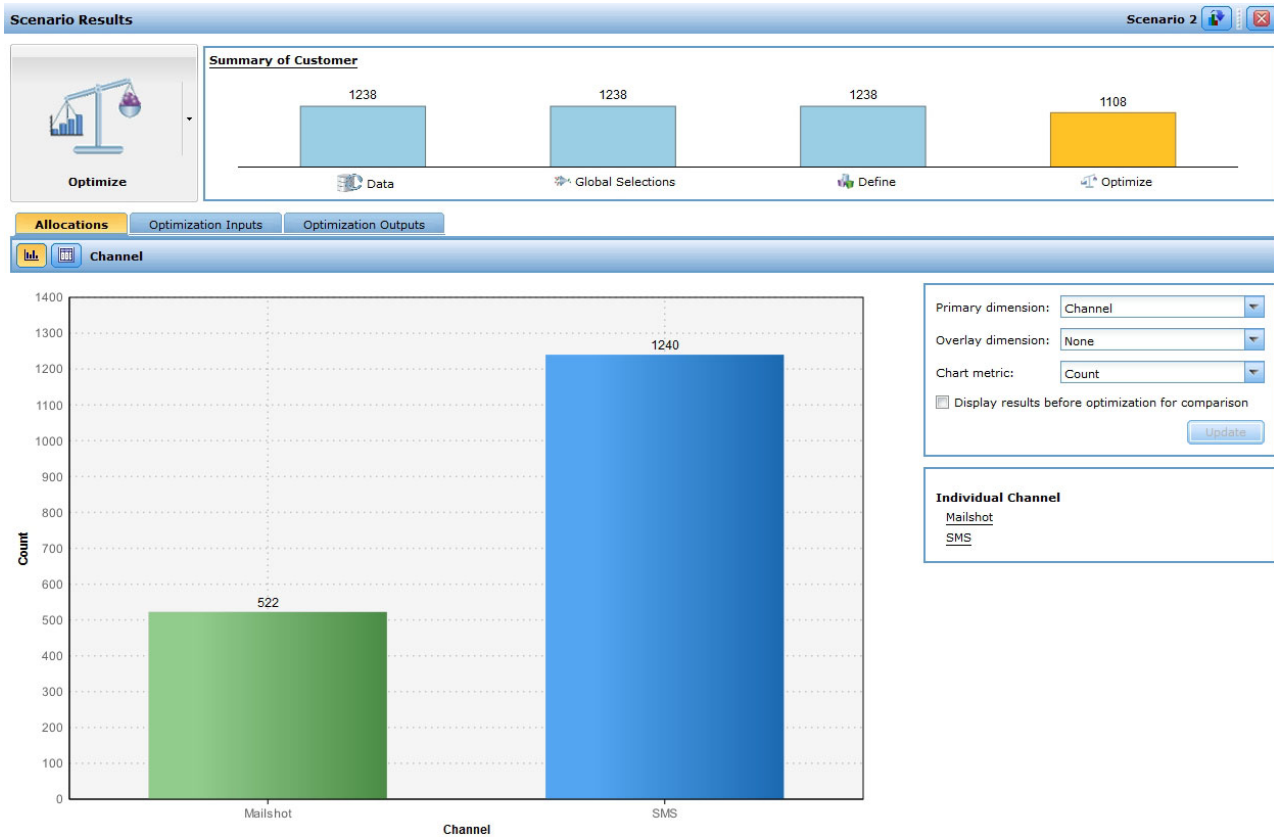 Scenario Results
Scenario 2
Optimize
Summary of Customer
1238 1238 1238 1108
Data Global Selections Define Optimize
Allocations Optimization Inputs Optimization Outputs
Channel
1400
1300
1200
1100
1000
900
800
700
600
500
400
300
200
100
0
Count
522
1240
Mailshot SMS
Channel
Primary dimension: Channel
Overlay dimension: None
Chart metric: Count
Display results before optimization for comparison
Update
Individual Channel
Mailshot
SMS